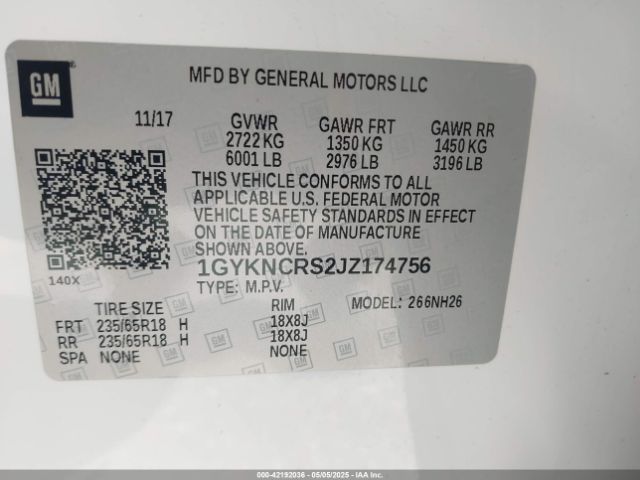 GM
MFD BY GENERAL MOTORS LLC
11/17 GVWR GAWR FRT GAWR RR
2722 KG 1350 KG 1450 KG
6001 LB 2976 LB 3196 LB
THIS VEHICLE CONFORMS TO ALL
APPLICABLE U.S. FEDERAL MOTOR
VEHICLE SAFETY STANDARDS IN EFFECT
ON THE DATE OF MANUFACTURE
SHOWN ABOVE.
140X
1GYKNCRS2JZ174756
TYPE: M.P.V.
TIRE SIZE RIM MODEL: 266NH26
FRT 235/65R18 H 18X8J
RR 235/65R18 H 18X8J
SPA NONE NONE
000-42192036 - 05/05/2025 - IAAI.COM